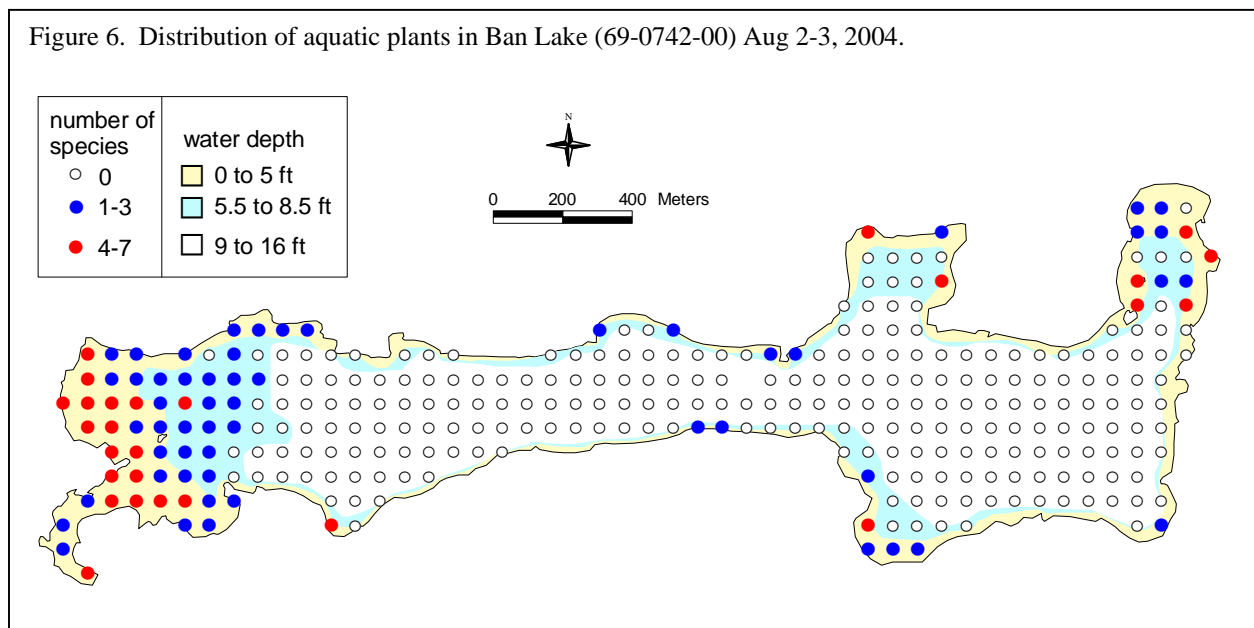 Figure 6.  Distribution of aquatic plants in Ban Lake (69-0742-00) Aug 2-3, 2004.
number of
species
0
1-3
4-7
water depth
0 to 5 ft
5.5 to 8.5 ft
9 to 16 ft
N
0 200 400 Meters